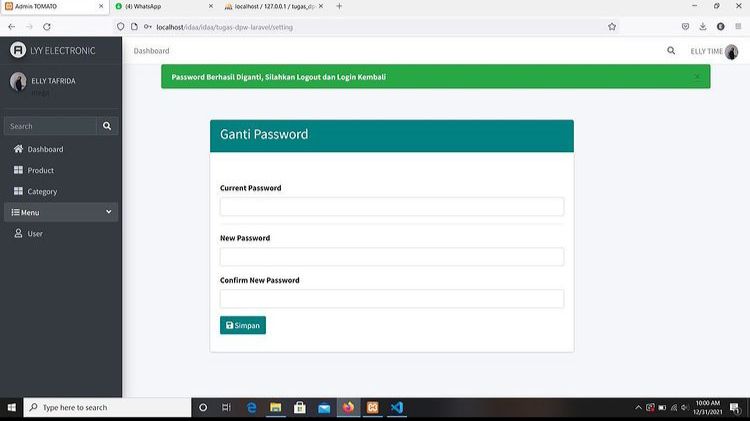 Admin TOMATO
(4) WhatsApp
localhost / 127.0.0.1 / tugas_dp
localhost/idaa/idaa/tugas-dpw-laravel/setting
LYY ELECTRONIC
Dashboard
ELLY TIME
Password Berhasil Diganti, Silahkan Logout dan Login Kembali
ELLY TAFRIDA
Search
Dashboard
Product
Category
Menu
User
Ganti Password
Current Password
New Password
Confirm New Password
Simpan
Type here to search
10:00 AM
12/31/2021